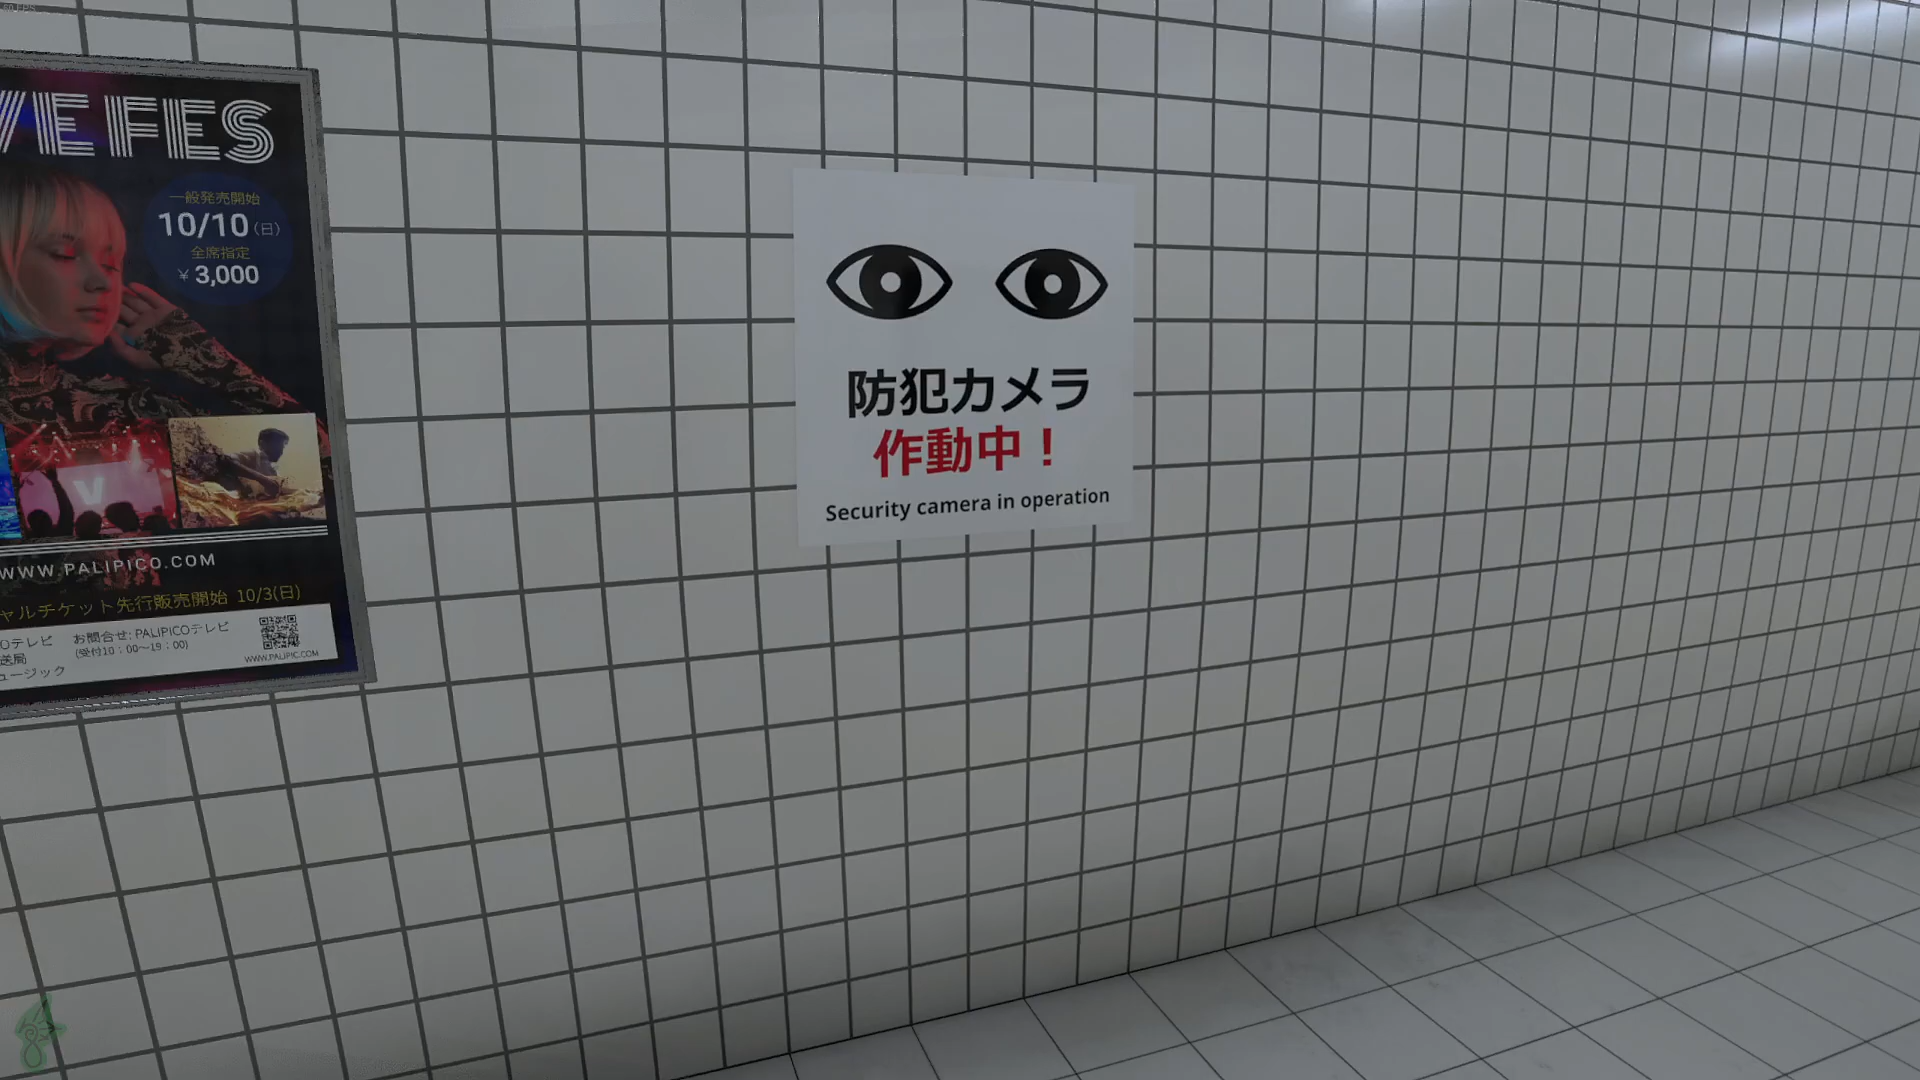 VE FES
一般発売開始
10/10(日)
全席指定
¥3,000
V
WWW.PALIPICO.COM
ャルチケット先行販売開始 10/3(日)
Oテレビ
送局
ュージック
お問合せ: PALIPICOテレビ
(受付10:00〜19:00)
WWW.PALIPIC.COM
防犯カメラ
作動中!
Security camera in operation